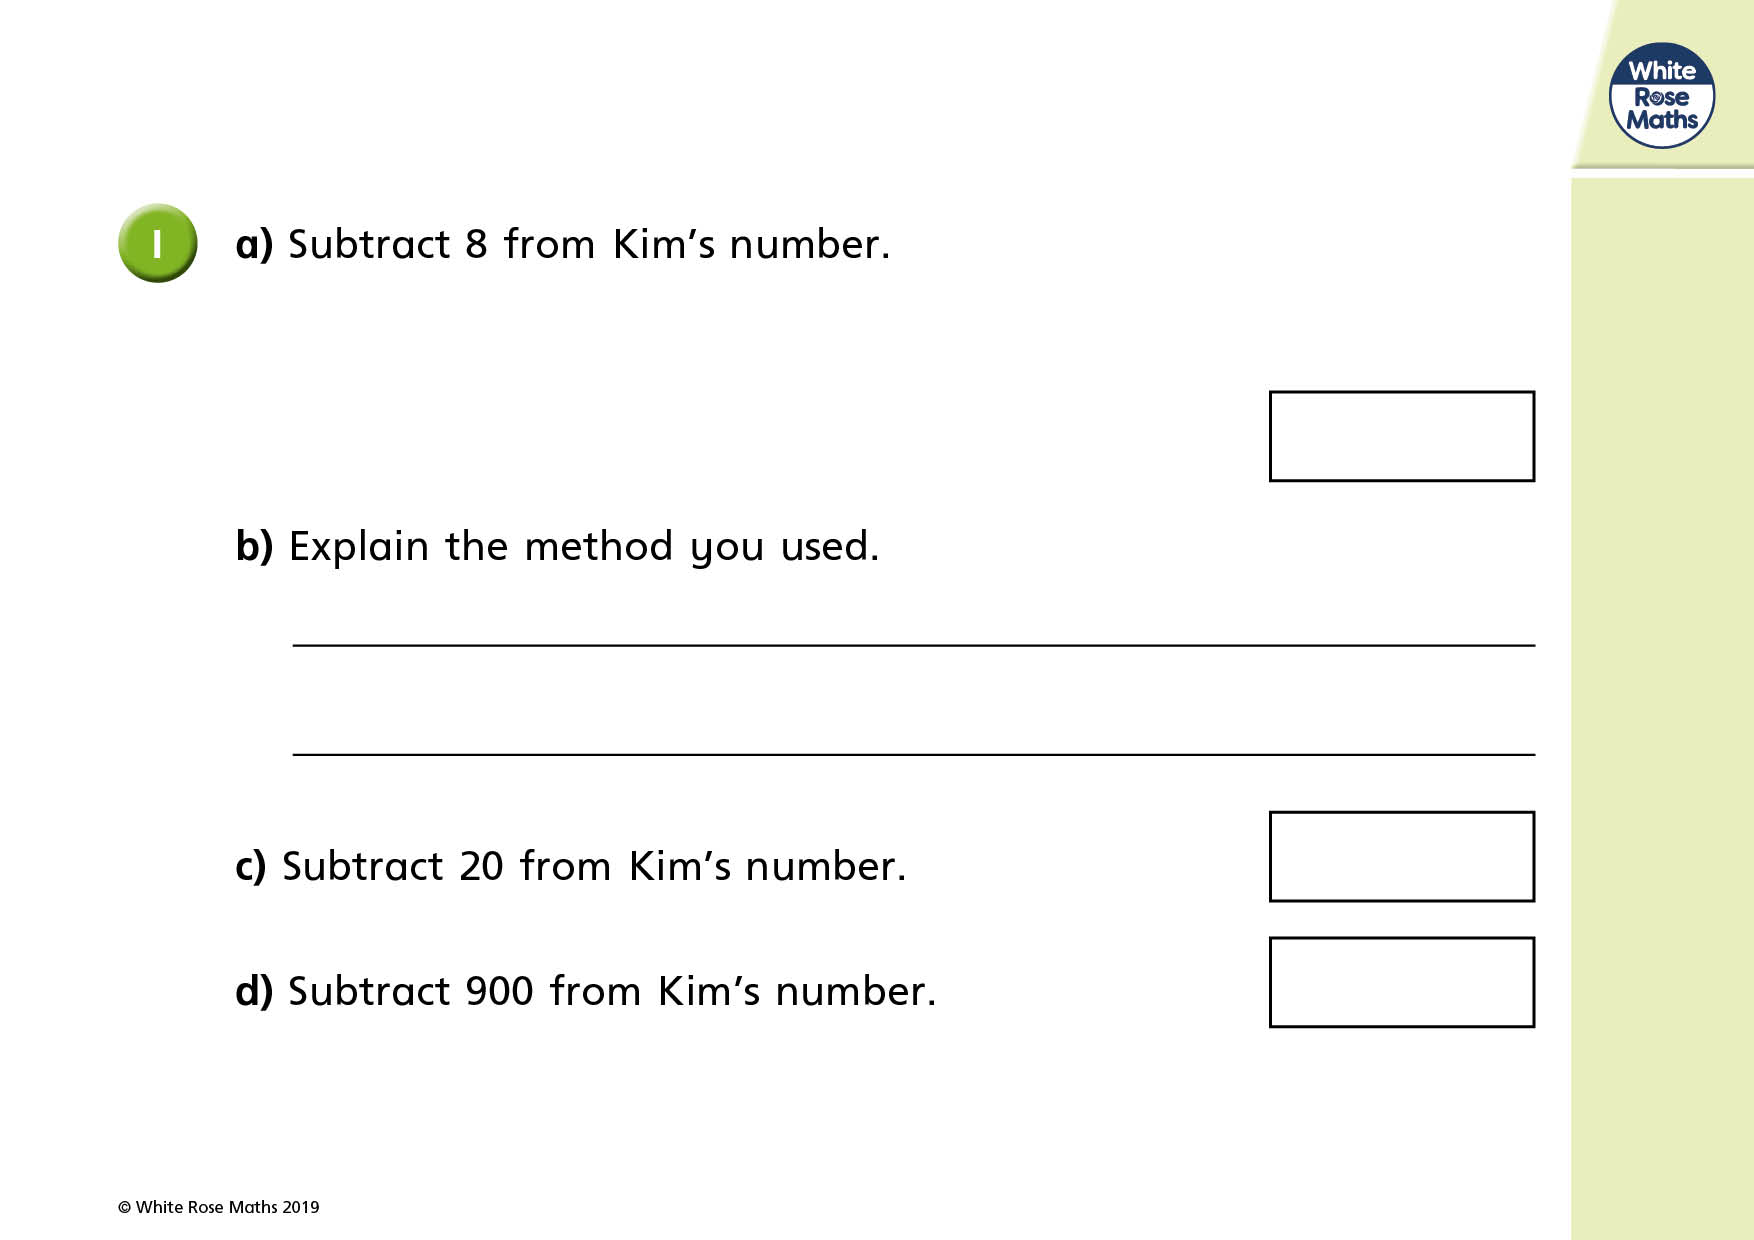 White
Rose
Maths
1
a) Subtract 8 from Kim’s number.
b) Explain the method you used.
c) Subtract 20 from Kim’s number.
d) Subtract 900 from Kim’s number.
© White Rose Maths 2019